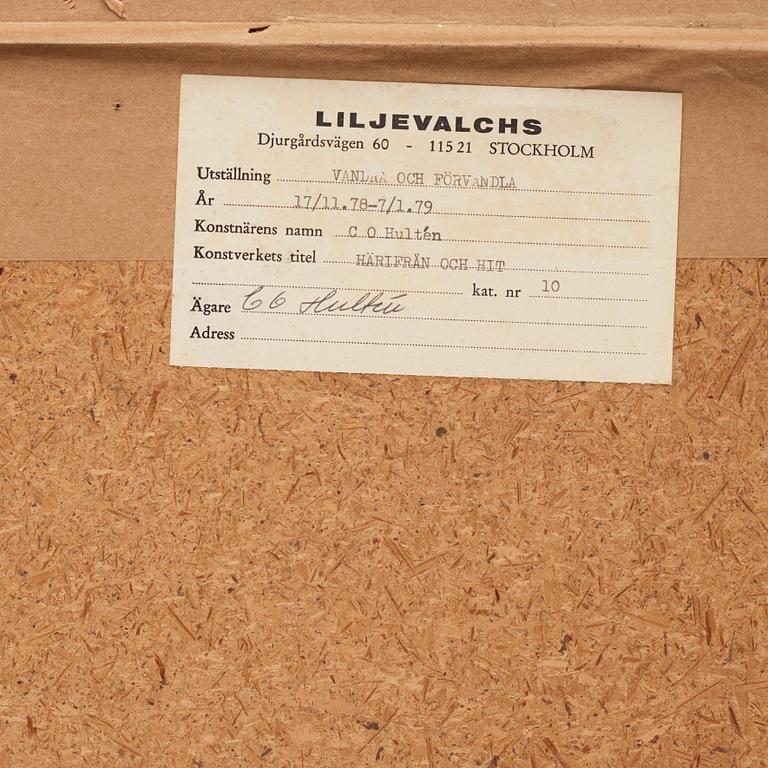 LILJEVALCHS
Djurgårdsvägen 60 - 115 21 STOCKHOLM
Utställning VANDRA OCH FÖRVANDLA
År 17/11.78-7/1.79
Konstnärens namn C O Hultén
Konstverkets titel HÄRIFRÅN OCH HIT
kat. nr 10
Ägare C O Hultén
Adress